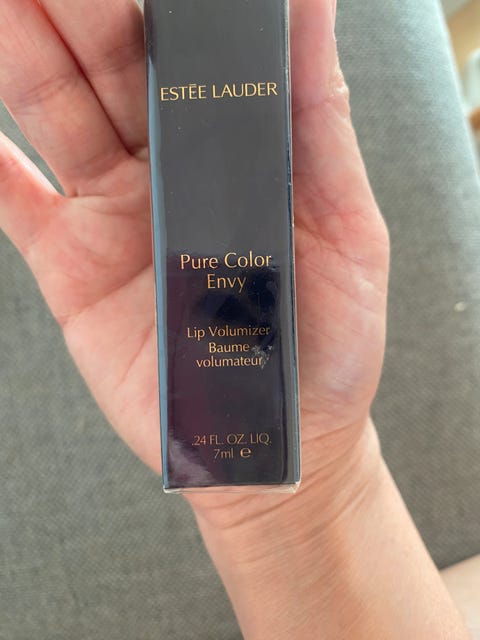 ESTĒE LAUDER
Pure Color
Envy
Lip Volumizer
Baume
volumateur
.24 FL. OZ. LIQ.
7ml ℮